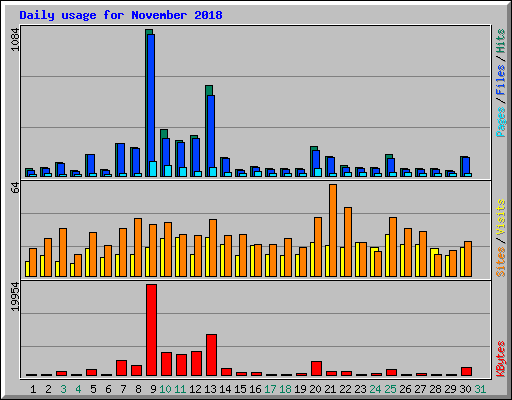 Daily usage for November 2018
1084
Pages / Files / Hits
64
Sites / Visits
19954
KBytes
1 2 3 4 5 6 7 8 9 10 11 12 13 14 15 16 17 18 19 20 21 22 23 24 25 26 27 28 29 30 31